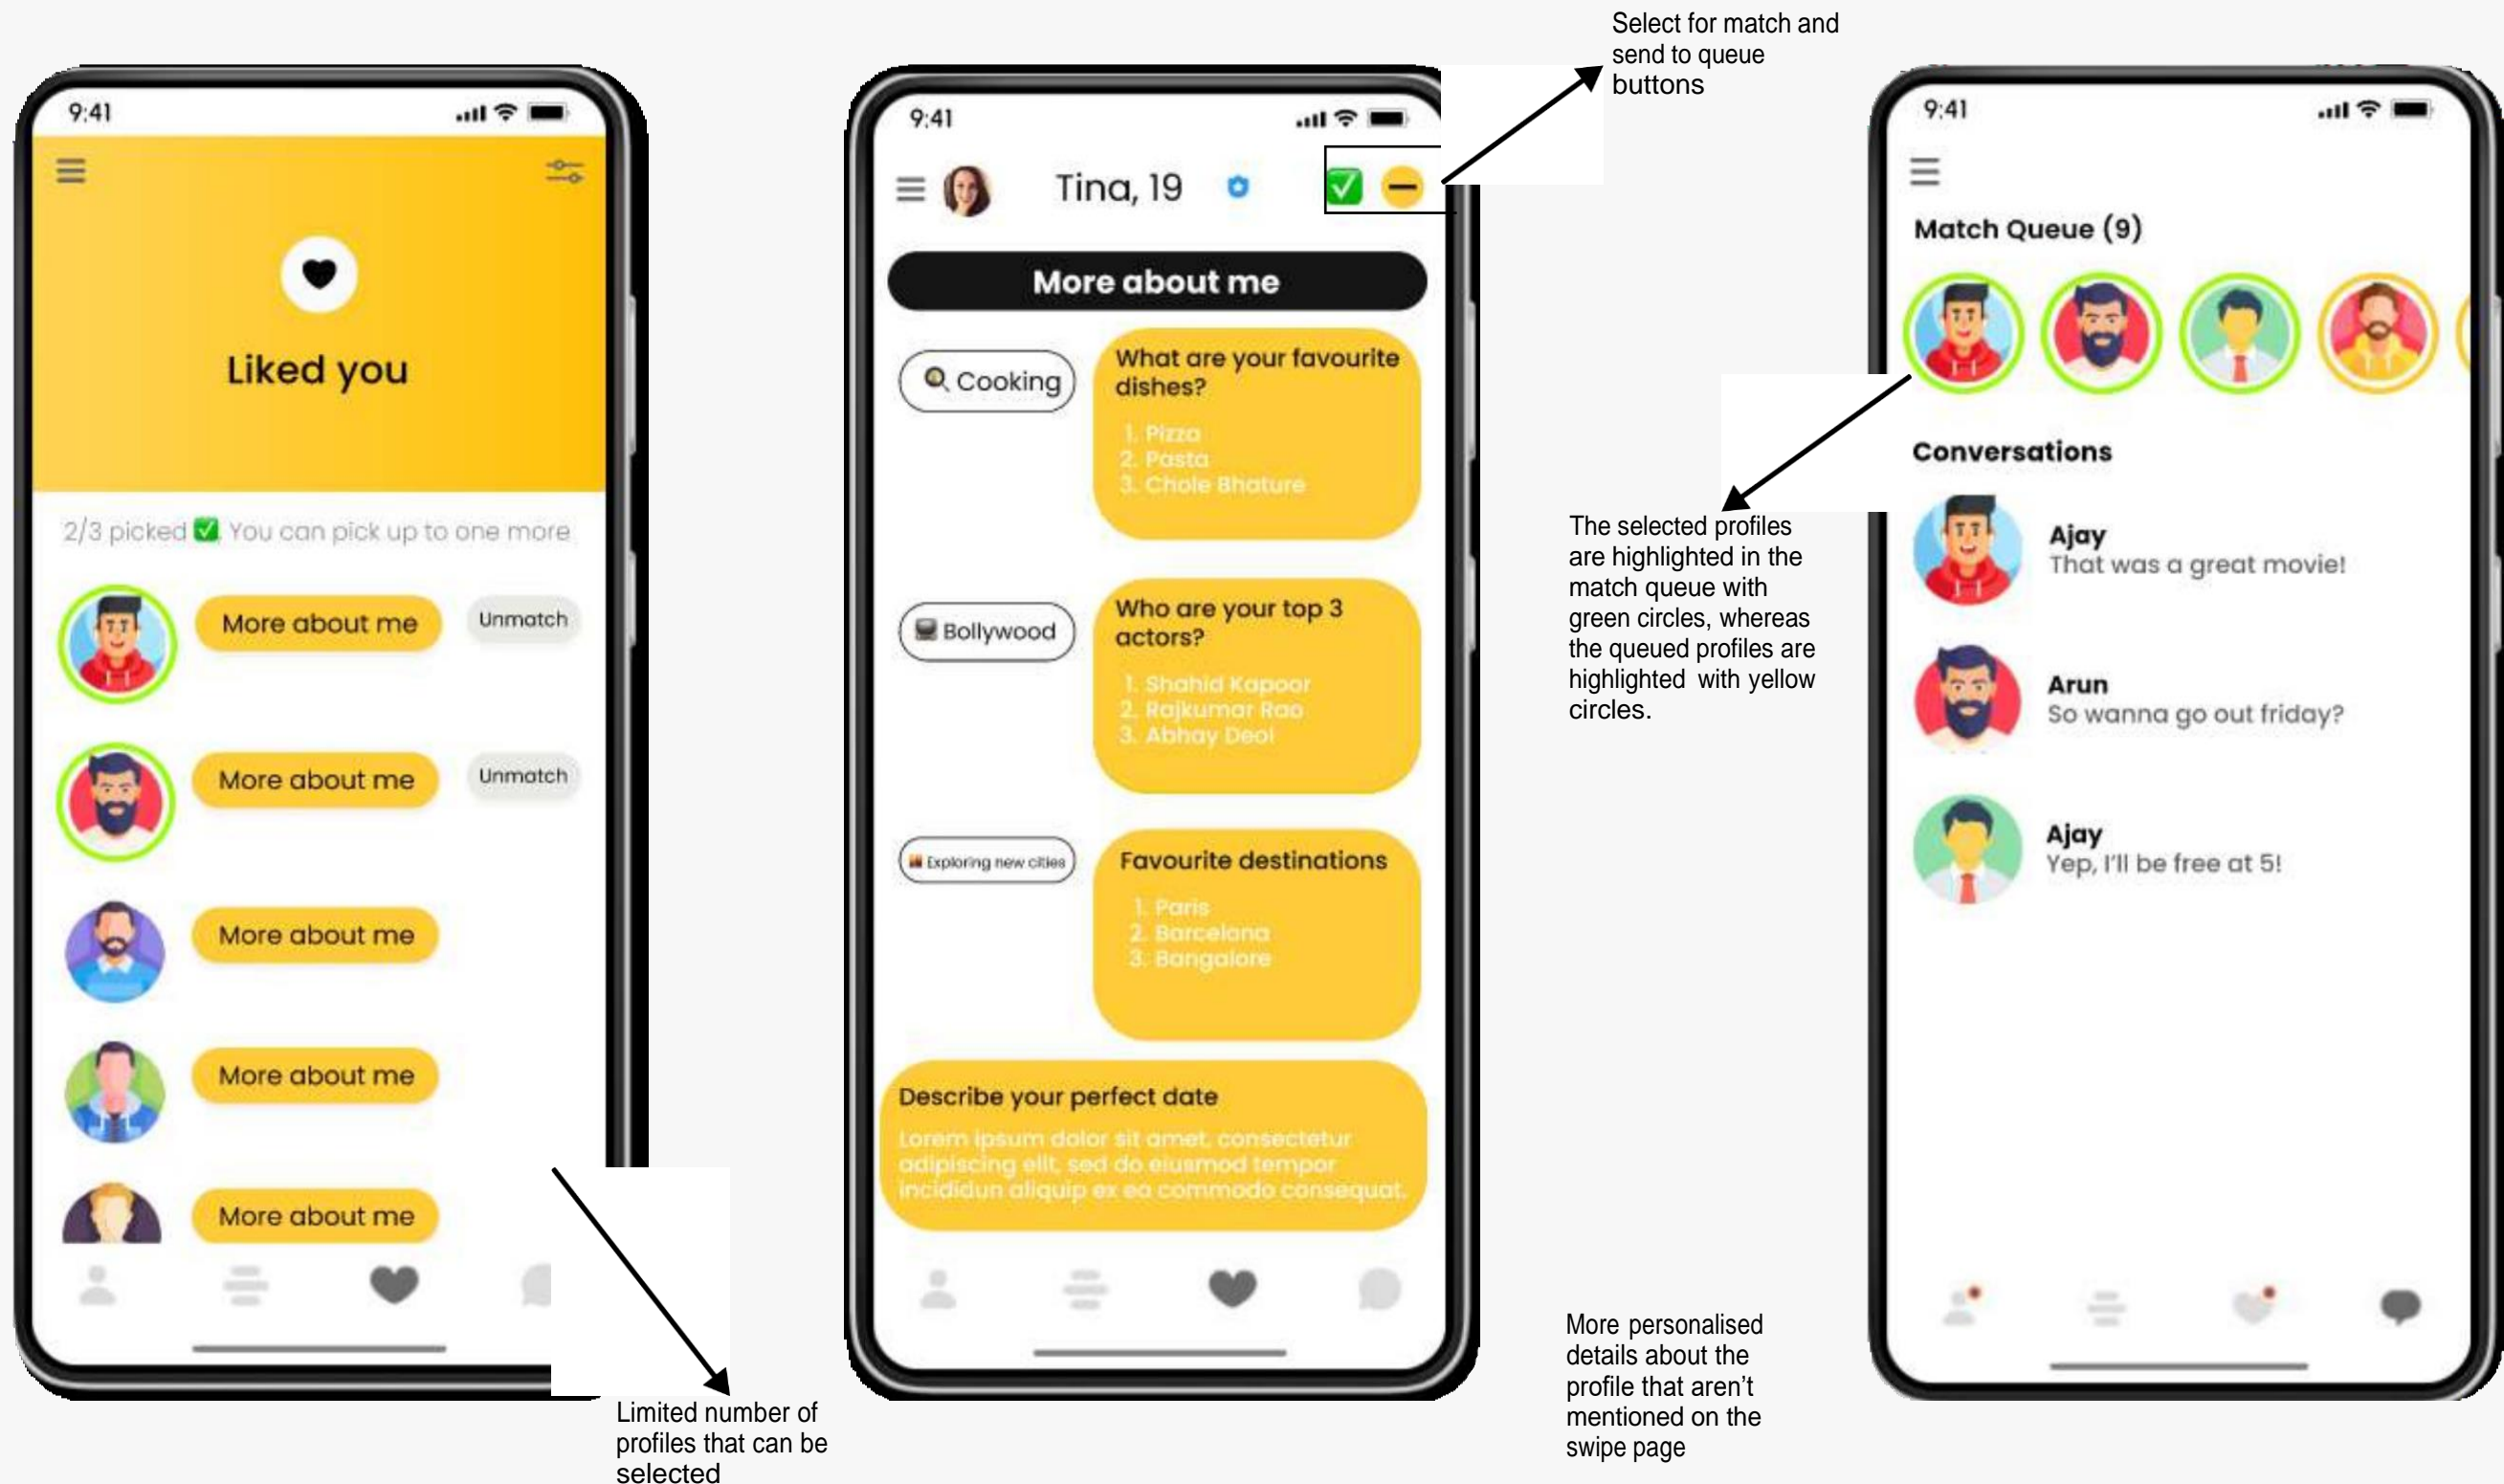 9:41
Liked you
2/3 picked ✅. You can pick up to one more
More about me
Unmatch
More about me
Unmatch
More about me
More about me
More about me
Limited number of
profiles that can be
selected
9:41
Tina, 19
More about me
Cooking
What are your favourite
dishes?
1. Pizza
2. Pasta
3. Chole Bhature
Bollywood
Who are your top 3
actors?
1. Shahid Kapoor
2. Rajkumar Rao
3. Abhay Deol
Exploring new cities
Favourite destinations
1. Paris
2. Barcelona
3. Bangalore
Describe your perfect date
Lorem ipsum dolor sit amet, consectetur
adipiscing elit, sed do eiusmod tempor
incididun aliquip ex ea commodo consequat.
Select for match and
send to queue
buttons
The selected profiles
are highlighted in the
match queue with
green circles, whereas
the queued profiles are
highlighted with yellow
circles.
More personalised
details about the
profile that aren't
mentioned on the
swipe page
9:41
Match Queue (9)
Conversations
Ajay
That was a great movie!
Arun
So wanna go out friday?
Ajay
Yep, I'll be free at 5!